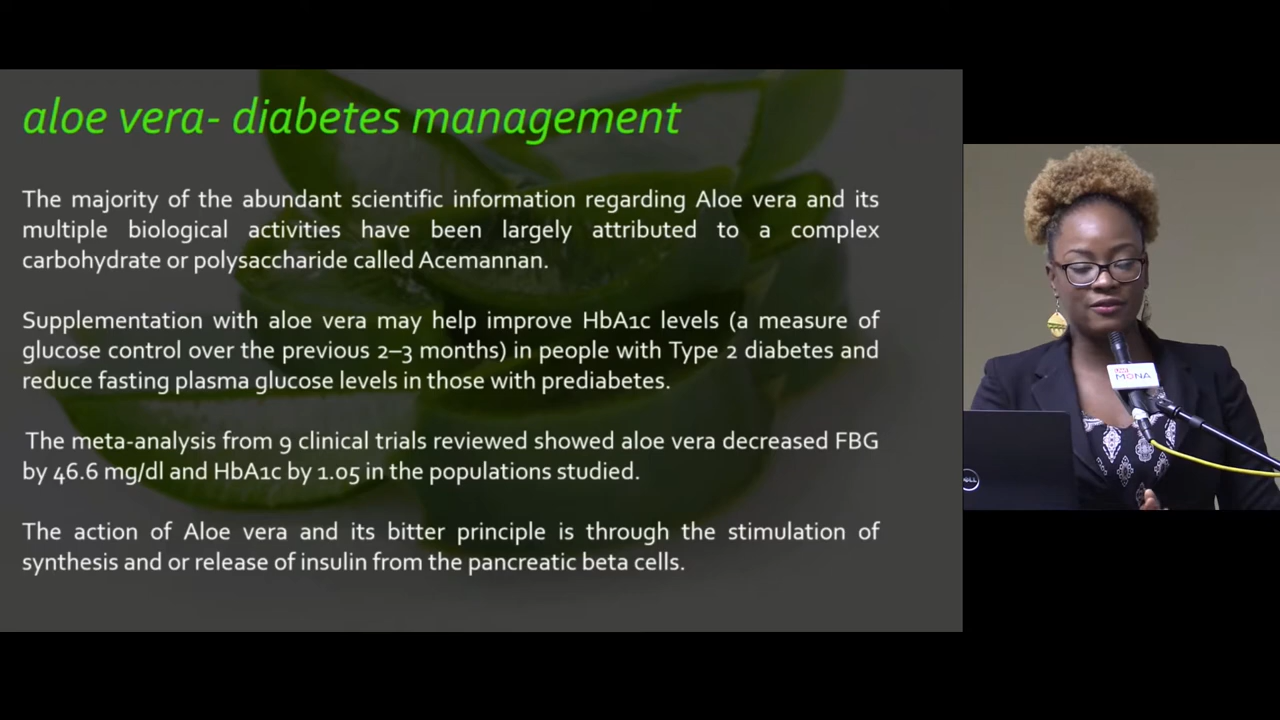 aloe vera- diabetes management
The majority of the abundant scientific information regarding Aloe vera and its
multiple biological activities have been largely attributed to a complex
carbohydrate or polysaccharide called Acemannan.
Supplementation with aloe vera may help improve HbA1c levels (a measure of
glucose control over the previous 2–3 months) in people with Type 2 diabetes and
reduce fasting plasma glucose levels in those with prediabetes.
The meta-analysis from 9 clinical trials reviewed showed aloe vera decreased FBG
by 46.6 mg/dl and HbA1c by 1.05 in the populations studied.
The action of Aloe vera and its bitter principle is through the stimulation of
synthesis and or release of insulin from the pancreatic beta cells.
MONA
DELL